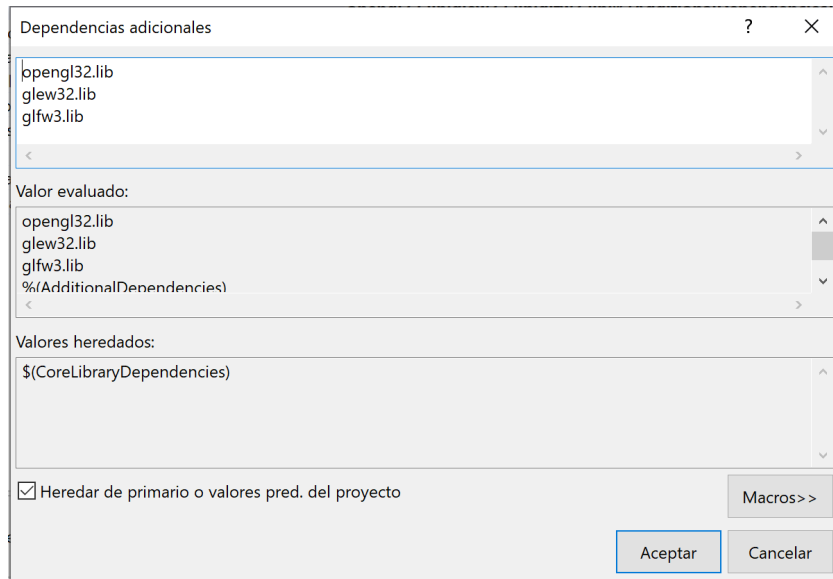 Dependencias adicionales
?
opengl32.lib
glew32.lib
glfw3.lib
Valor evaluado:
opengl32.lib
glew32.lib
glfw3.lib
%(AdditionalDependencies)
Valores heredados:
$(CoreLibraryDependencies)
Heredar de primario o valores pred. del proyecto
Macros>>
Aceptar
Cancelar